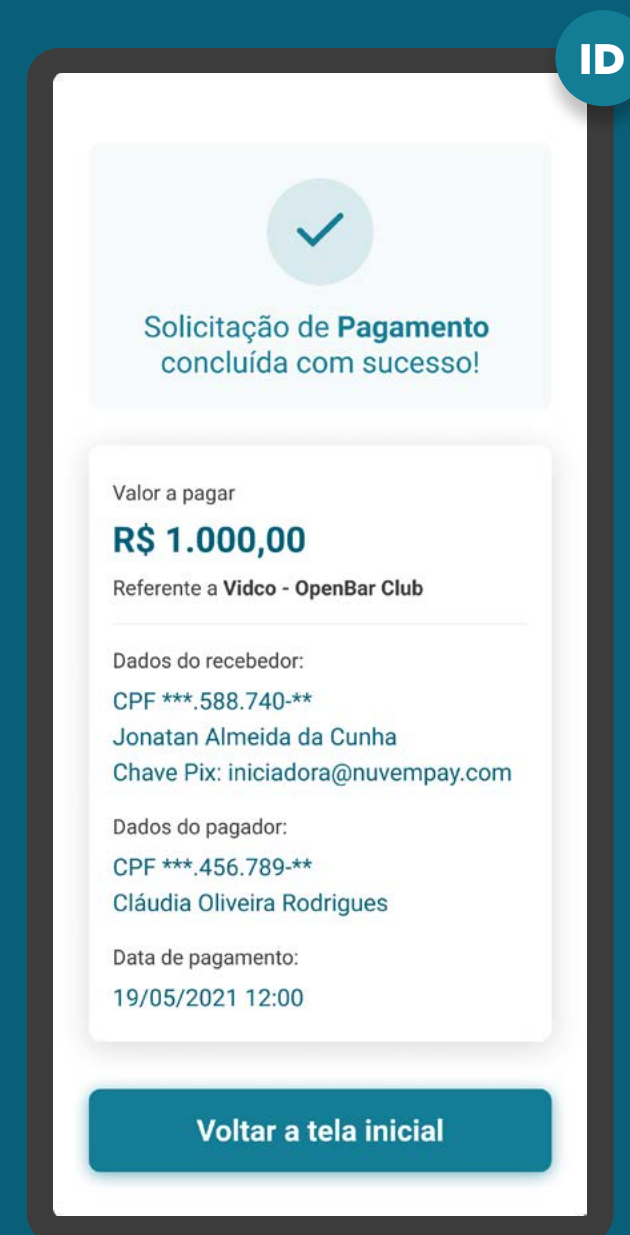 ID
Solicitação de Pagamento
concluída com sucesso!
Valor a pagar
R$ 1.000,00
Referente a Vidco - OpenBar Club
Dados do recebedor:
CPF ***.588.740-**
Jonatan Almeida da Cunha
Chave Pix: iniciadora@nuvempay.com
Dados do pagador:
CPF ***.456.789-**
Cláudia Oliveira Rodrigues
Data de pagamento:
19/05/2021 12:00
Voltar a tela inicial